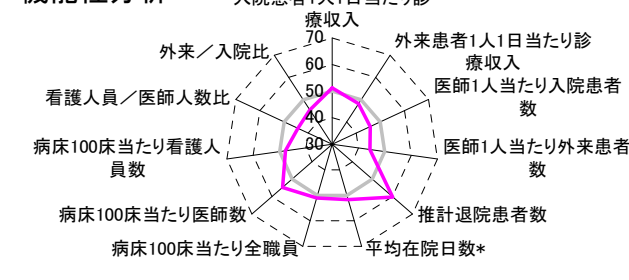 入院患者1人1日当たり診
療収入
外来患者1人1日当たり診
療収入
医師1人当たり入院患者
数
医師1人当たり外来患者
数
推計退院患者数
平均在院日数*
病床100床当たり全職員
病床100床当たり医師数
病床100床当たり看護人
員数
看護人員／医師人数比
外来／入院比
70
60
50
40
30